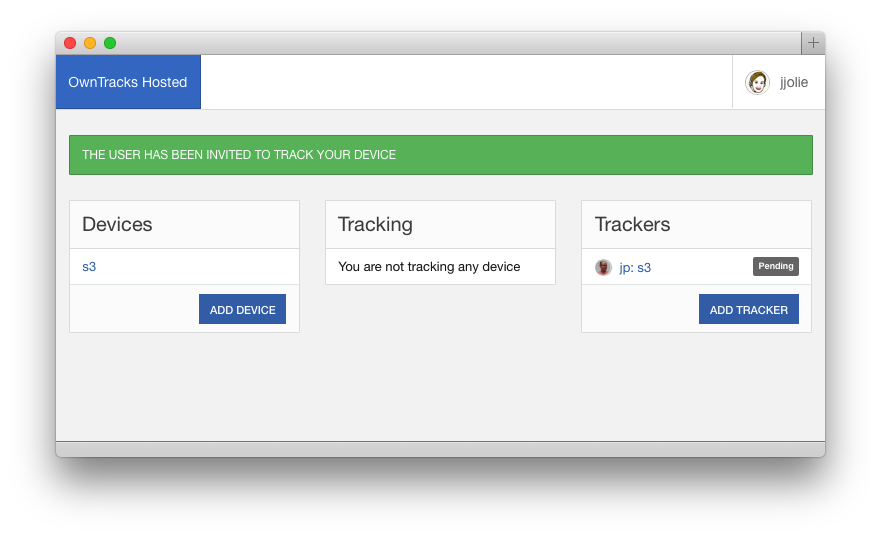 OwnTracks Hosted
jjolie
THE USER HAS BEEN INVITED TO TRACK YOUR DEVICE
Devices
s3
ADD DEVICE
Tracking
You are not tracking any device
Trackers
jp: s3
Pending
ADD TRACKER